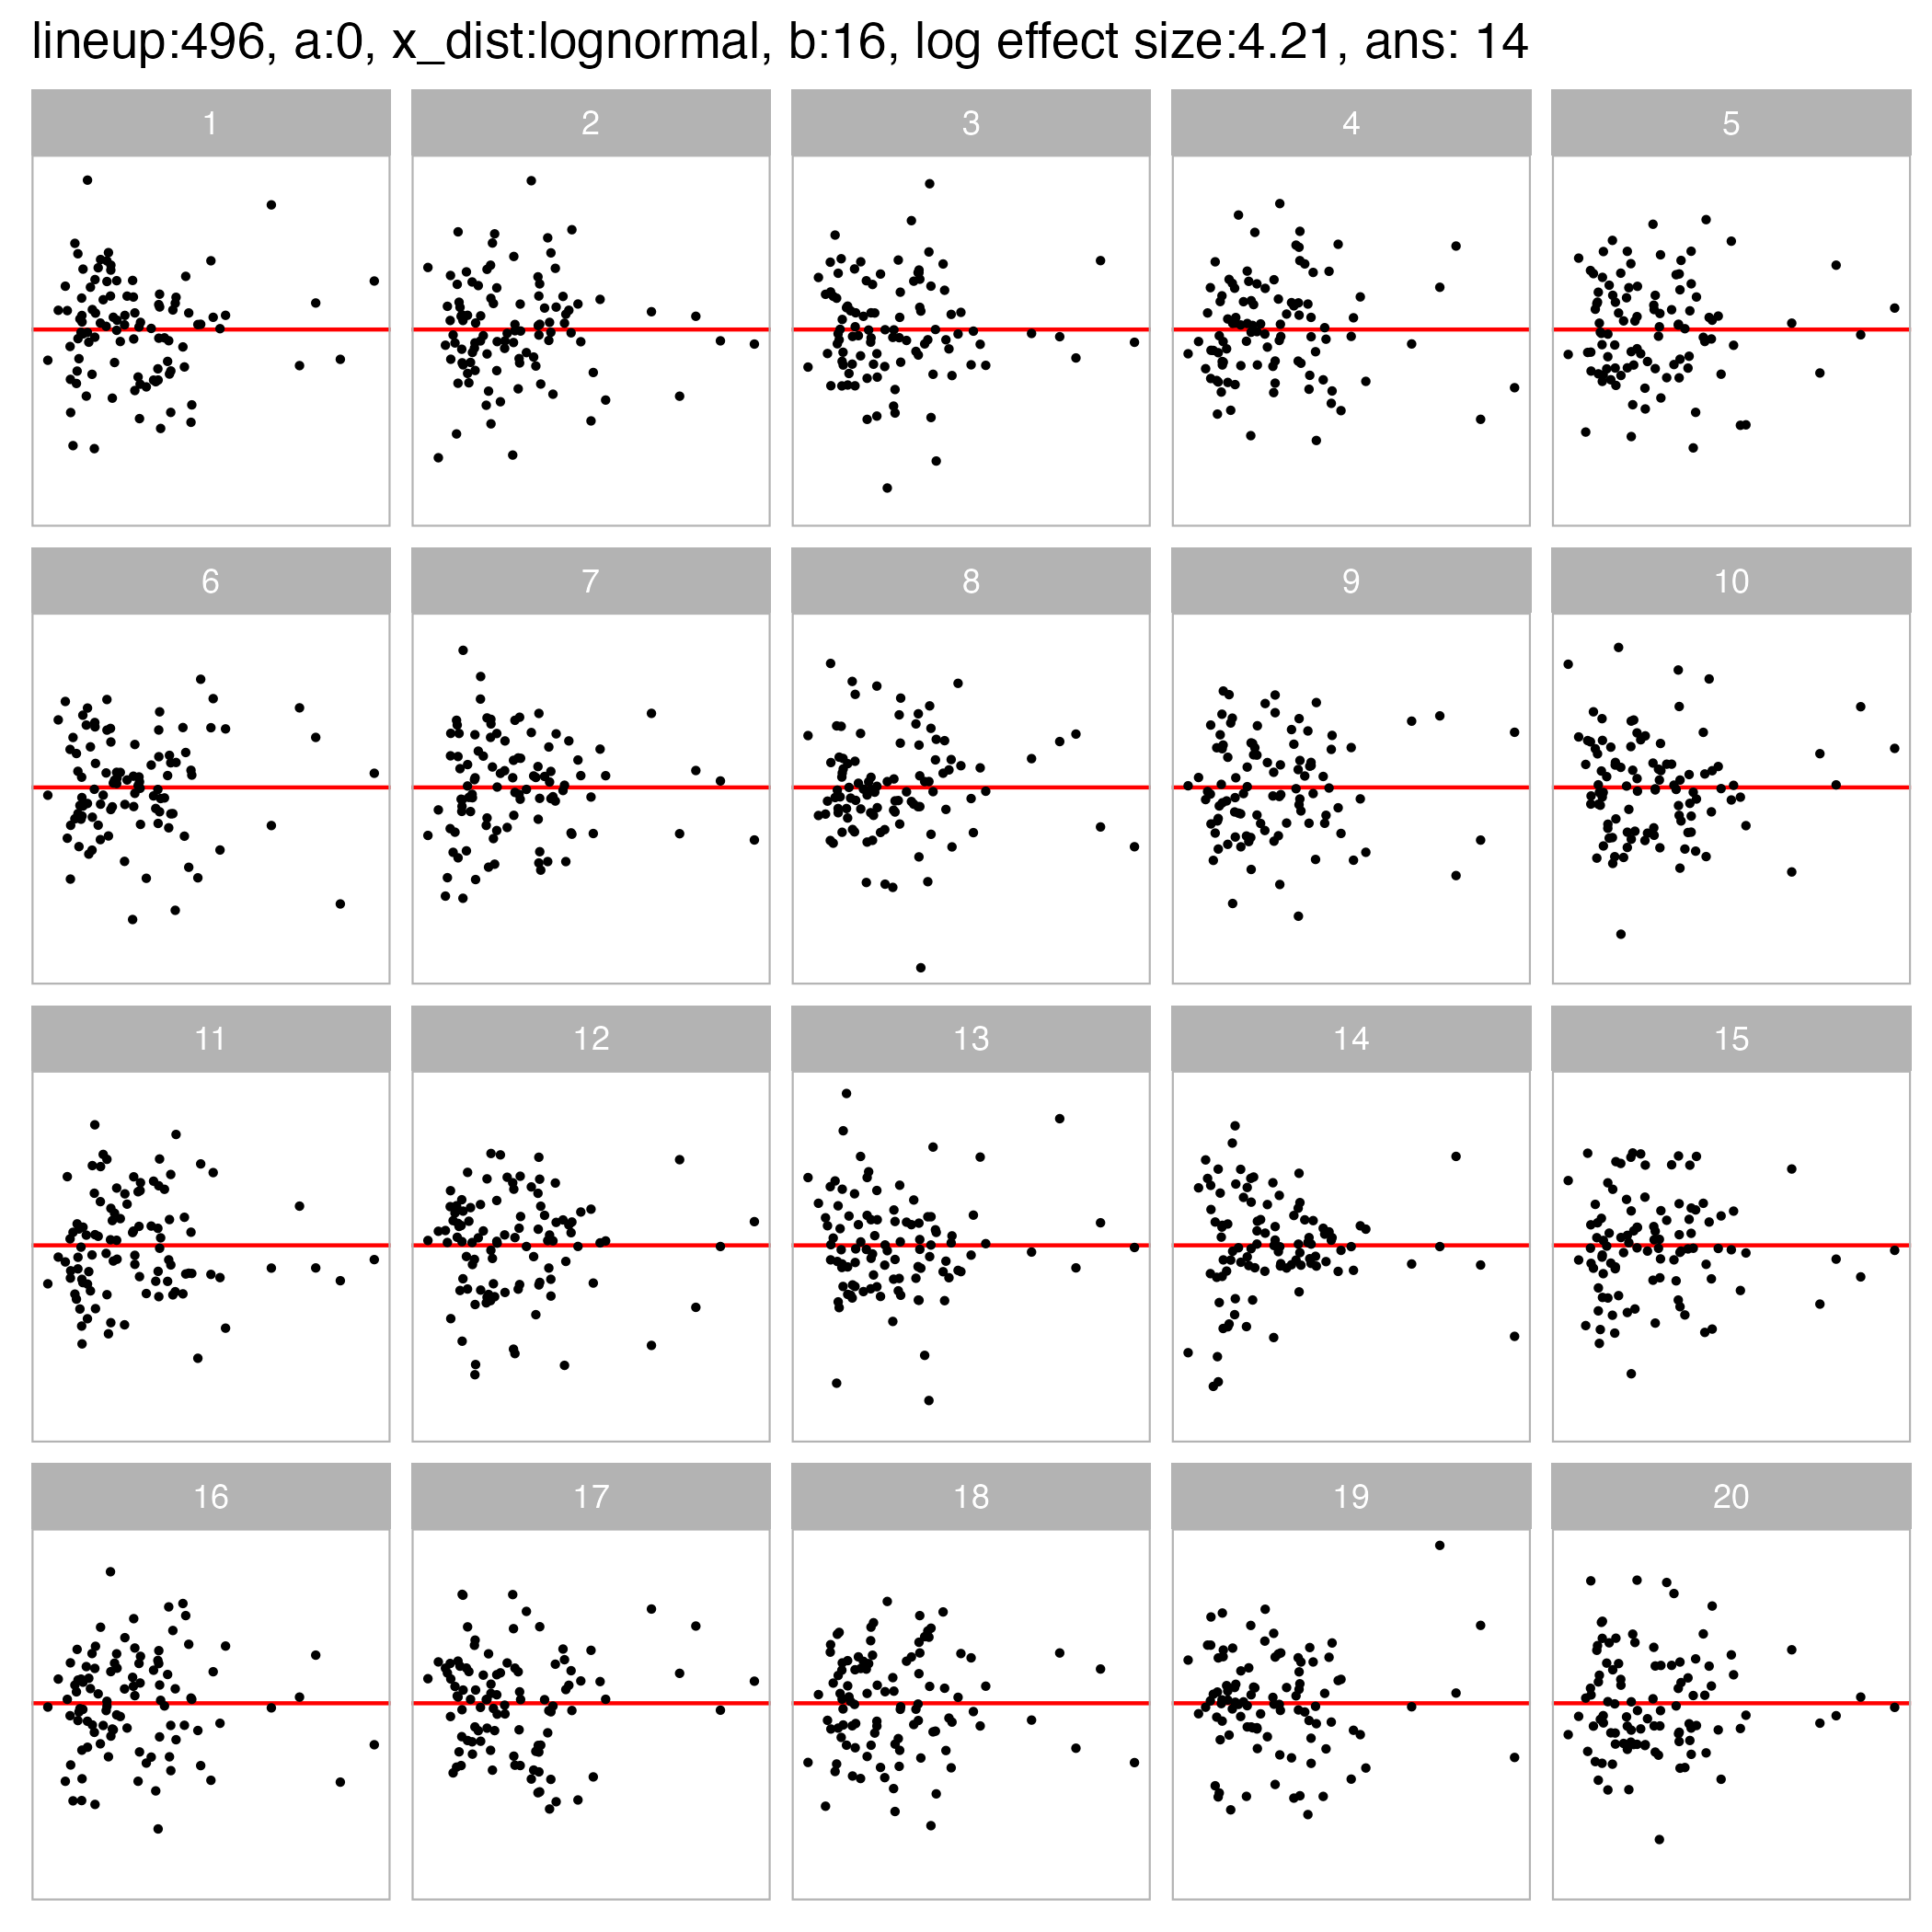 lineup:496, a:0, x_dist:lognormal, b:16, log effect size:4.21, ans: 14
1 2 3 4 5
6 7 8 9 10
11 12 13 14 15
16 17 18 19 20